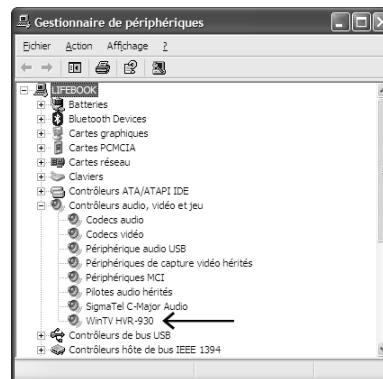 Gestionnaire de périphériques
Fichier Action Affichage ?
LIFEBOOK
Batteries
Bluetooth Devices
Cartes graphiques
Cartes PCMCIA
Cartes réseau
Claviers
Contrôleurs ATA/ATAPI IDE
Contrôleurs audio, vidéo et jeu
Codecs audio
Codecs vidéo
Périphérique audio USB
Périphériques de capture vidéo hérités
Périphériques MCI
Pilotes audio hérités
SigmaTel C-Major Audio
WinTV HVR-930
Contrôleurs de bus USB
Contrôleurs hôte de bus IEEE 1394